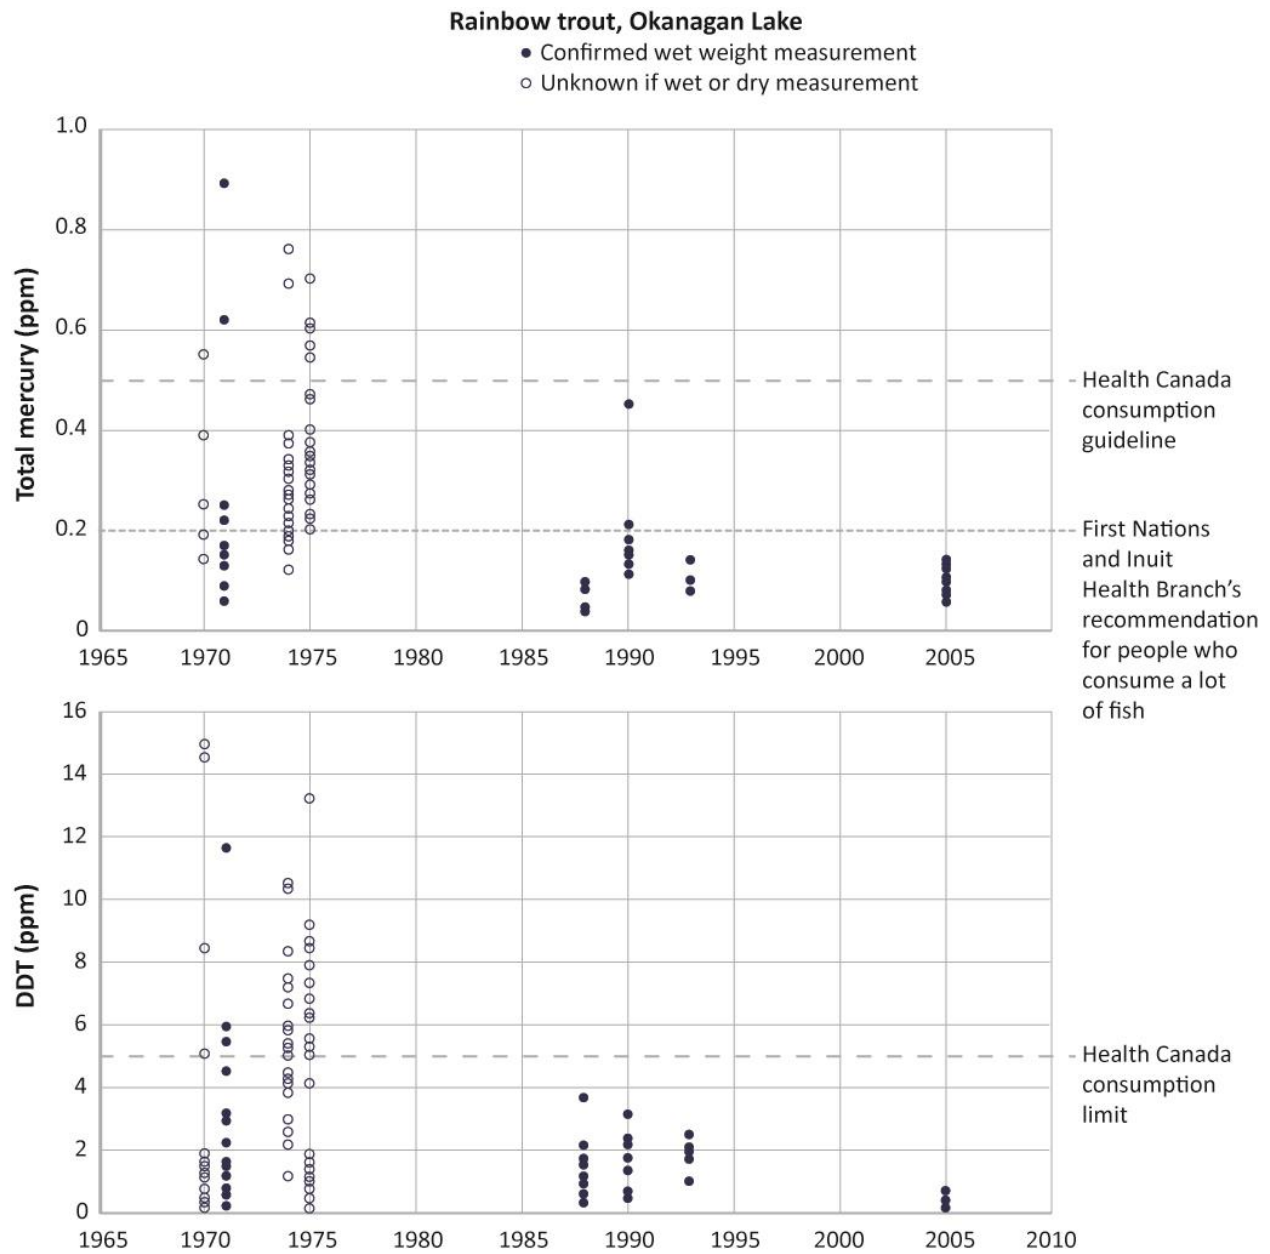 Rainbow trout, Okanagan Lake
Confirmed wet weight measurement
Unknown if wet or dry measurement
Total mercury (ppm)
1.0
0.8
0.6
0.4
0.2
0
1965 1970 1975 1980 1985 1990 1995 2000 2005
Health Canada
consumption
guideline
First Nations
and Inuit
Health Branch’s
recommendation
for people who
consume a lot
of fish
DDT (ppm)
16
14
12
10
8
6
4
2
0
1965 1970 1975 1980 1985 1990 1995 2000 2005 2010
Health Canada
consumption
limit